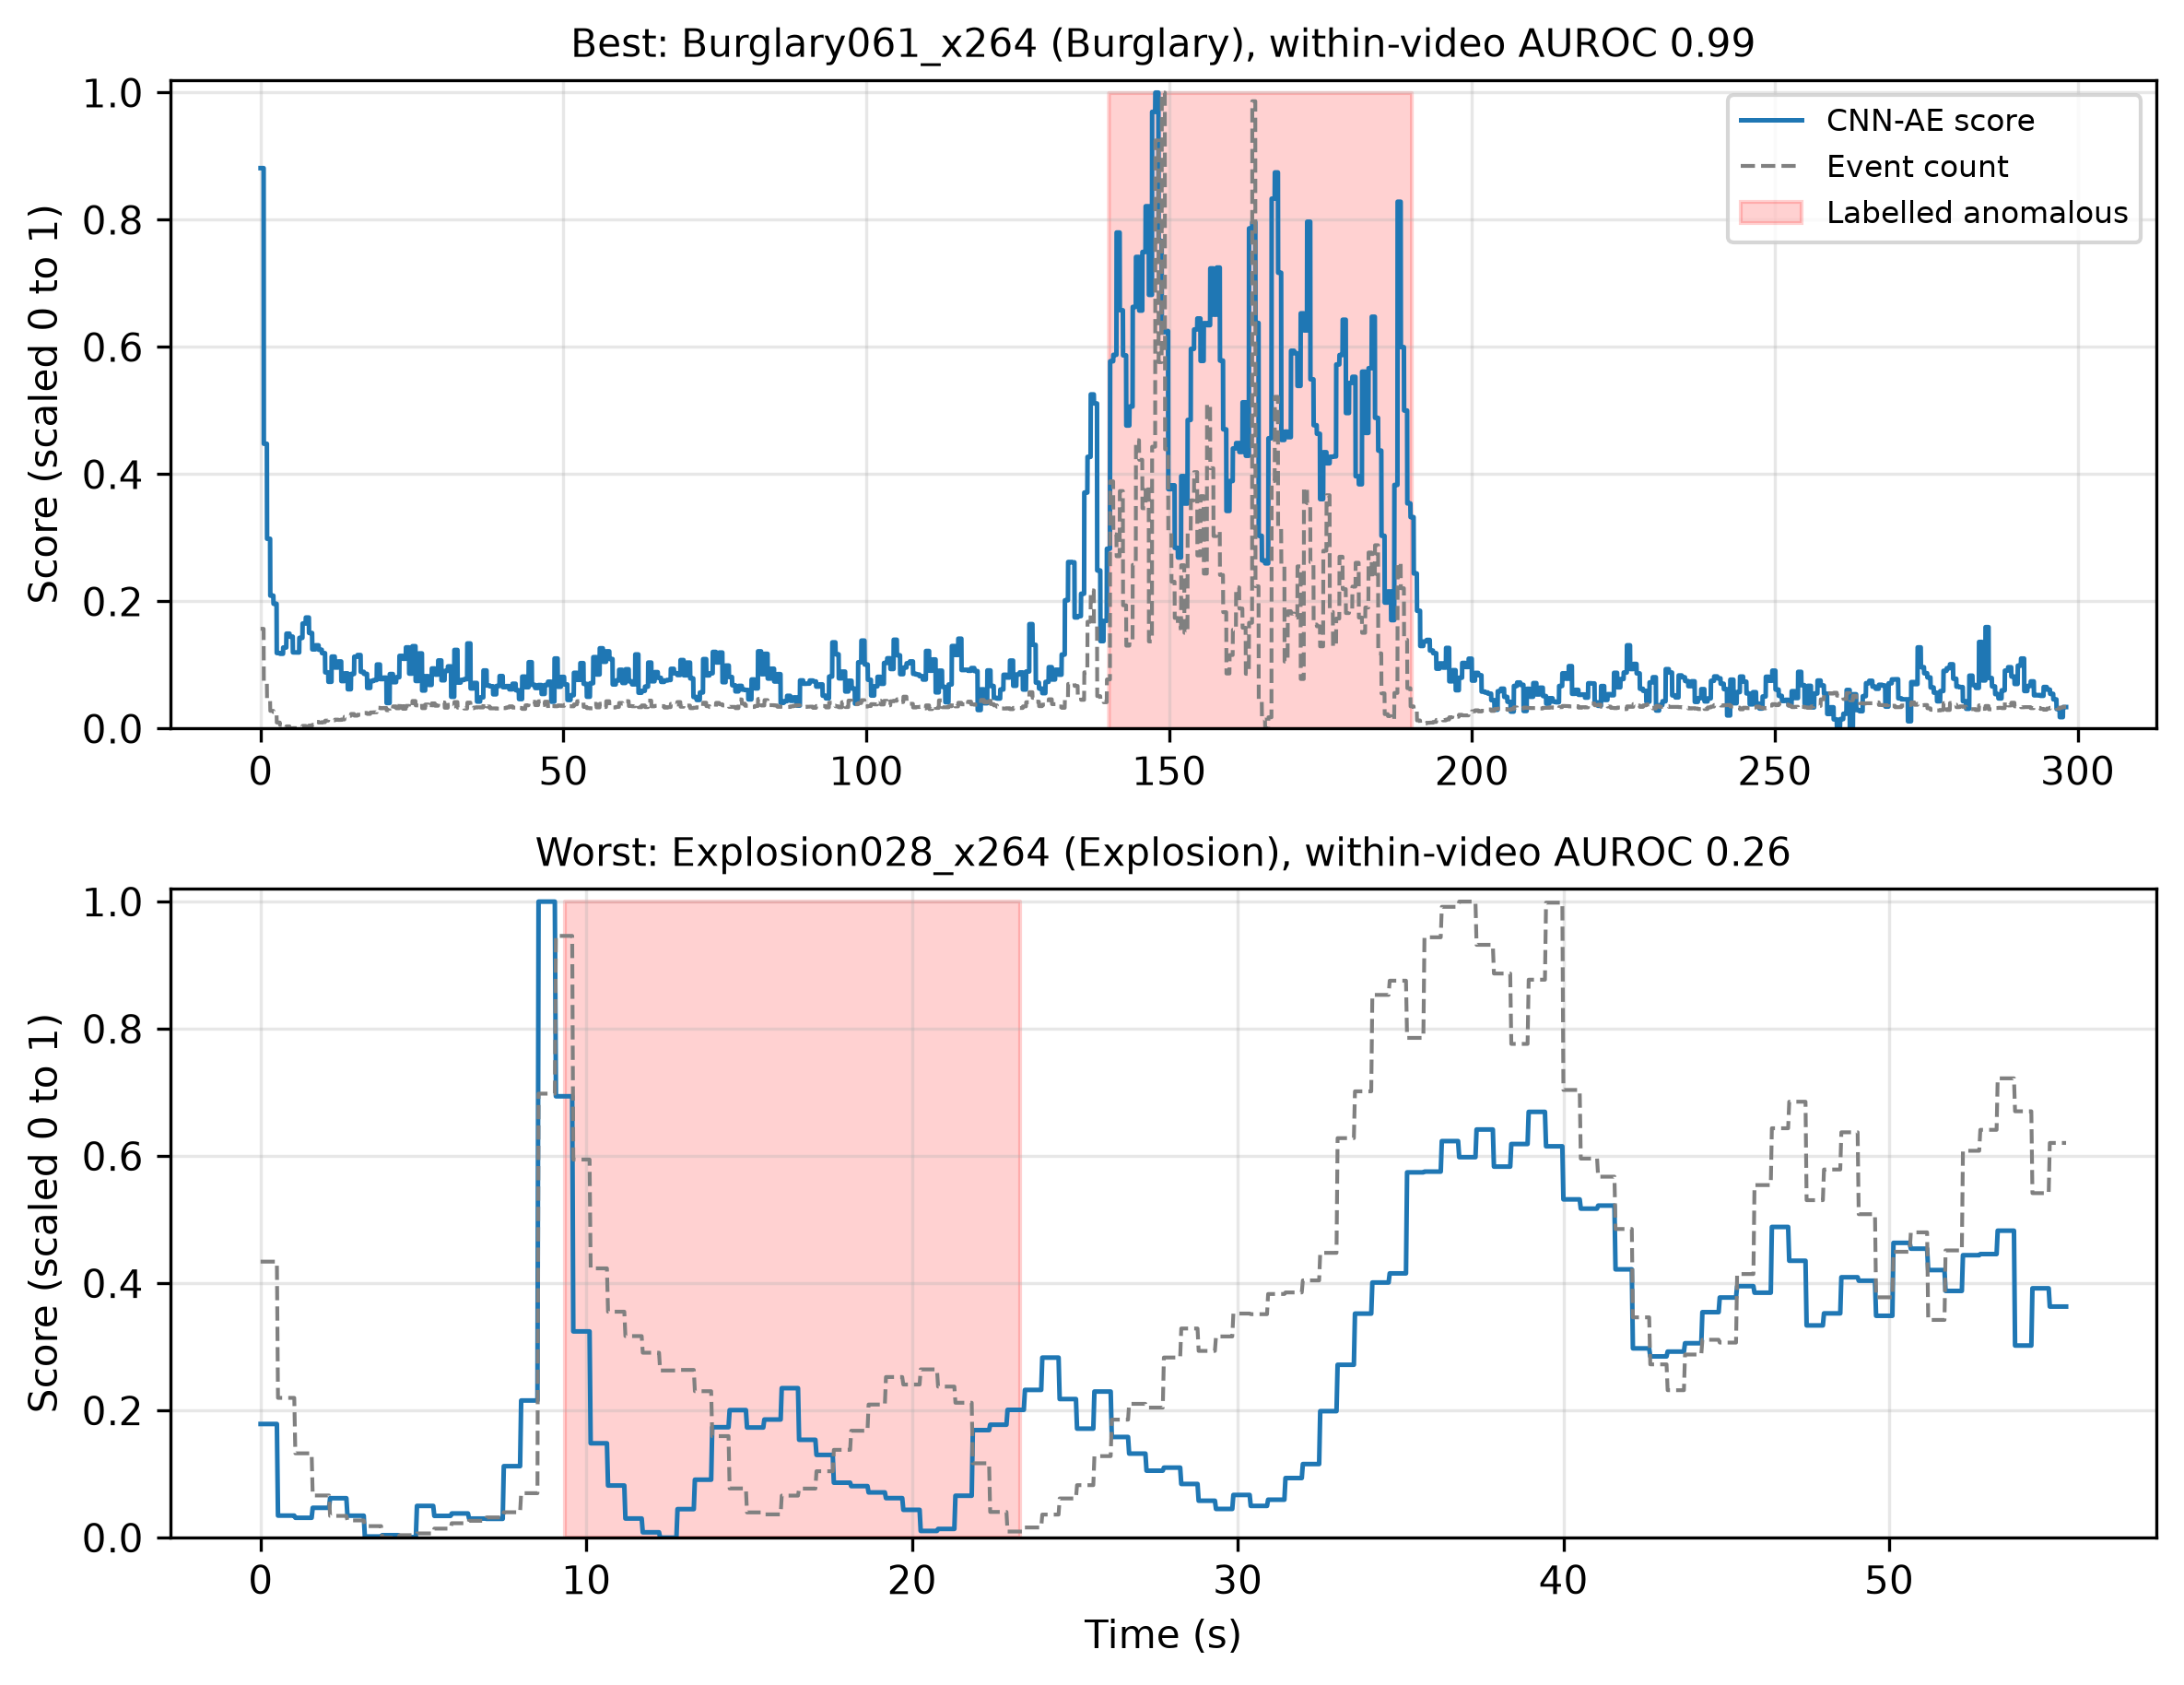 Best: Burglary061_x264 (Burglary), within-video AUROC 0.99
Score (scaled 0 to 1)
1.0
0.8
0.6
0.4
0.2
0.0
CNN-AE score
Event count
Labelled anomalous
0 50 100 150 200 250 300
Worst: Explosion028_x264 (Explosion), within-video AUROC 0.26
Score (scaled 0 to 1)
1.0
0.8
0.6
0.4
0.2
0.0
0 10 20 30 40 50
Time (s)